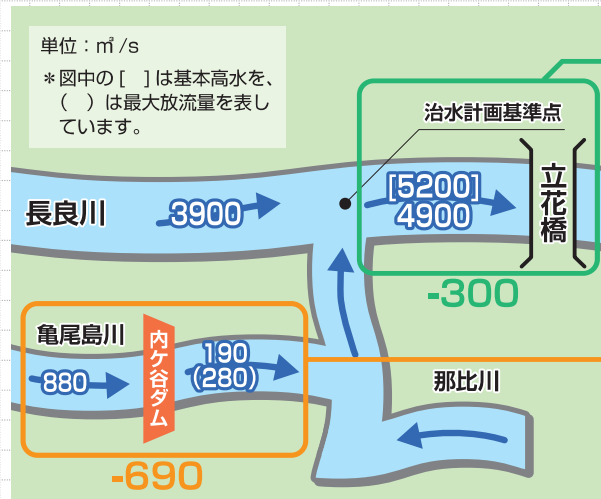 単位：㎥/s
＊図中の[　]は基本高水を、
（　）は最大放流量を表し
ています。
治水計画基準点
長良川
3900
[5200]
4900
立花橋
-300
亀尾島川
880
内ケ谷ダム
190
(280)
那比川
-690